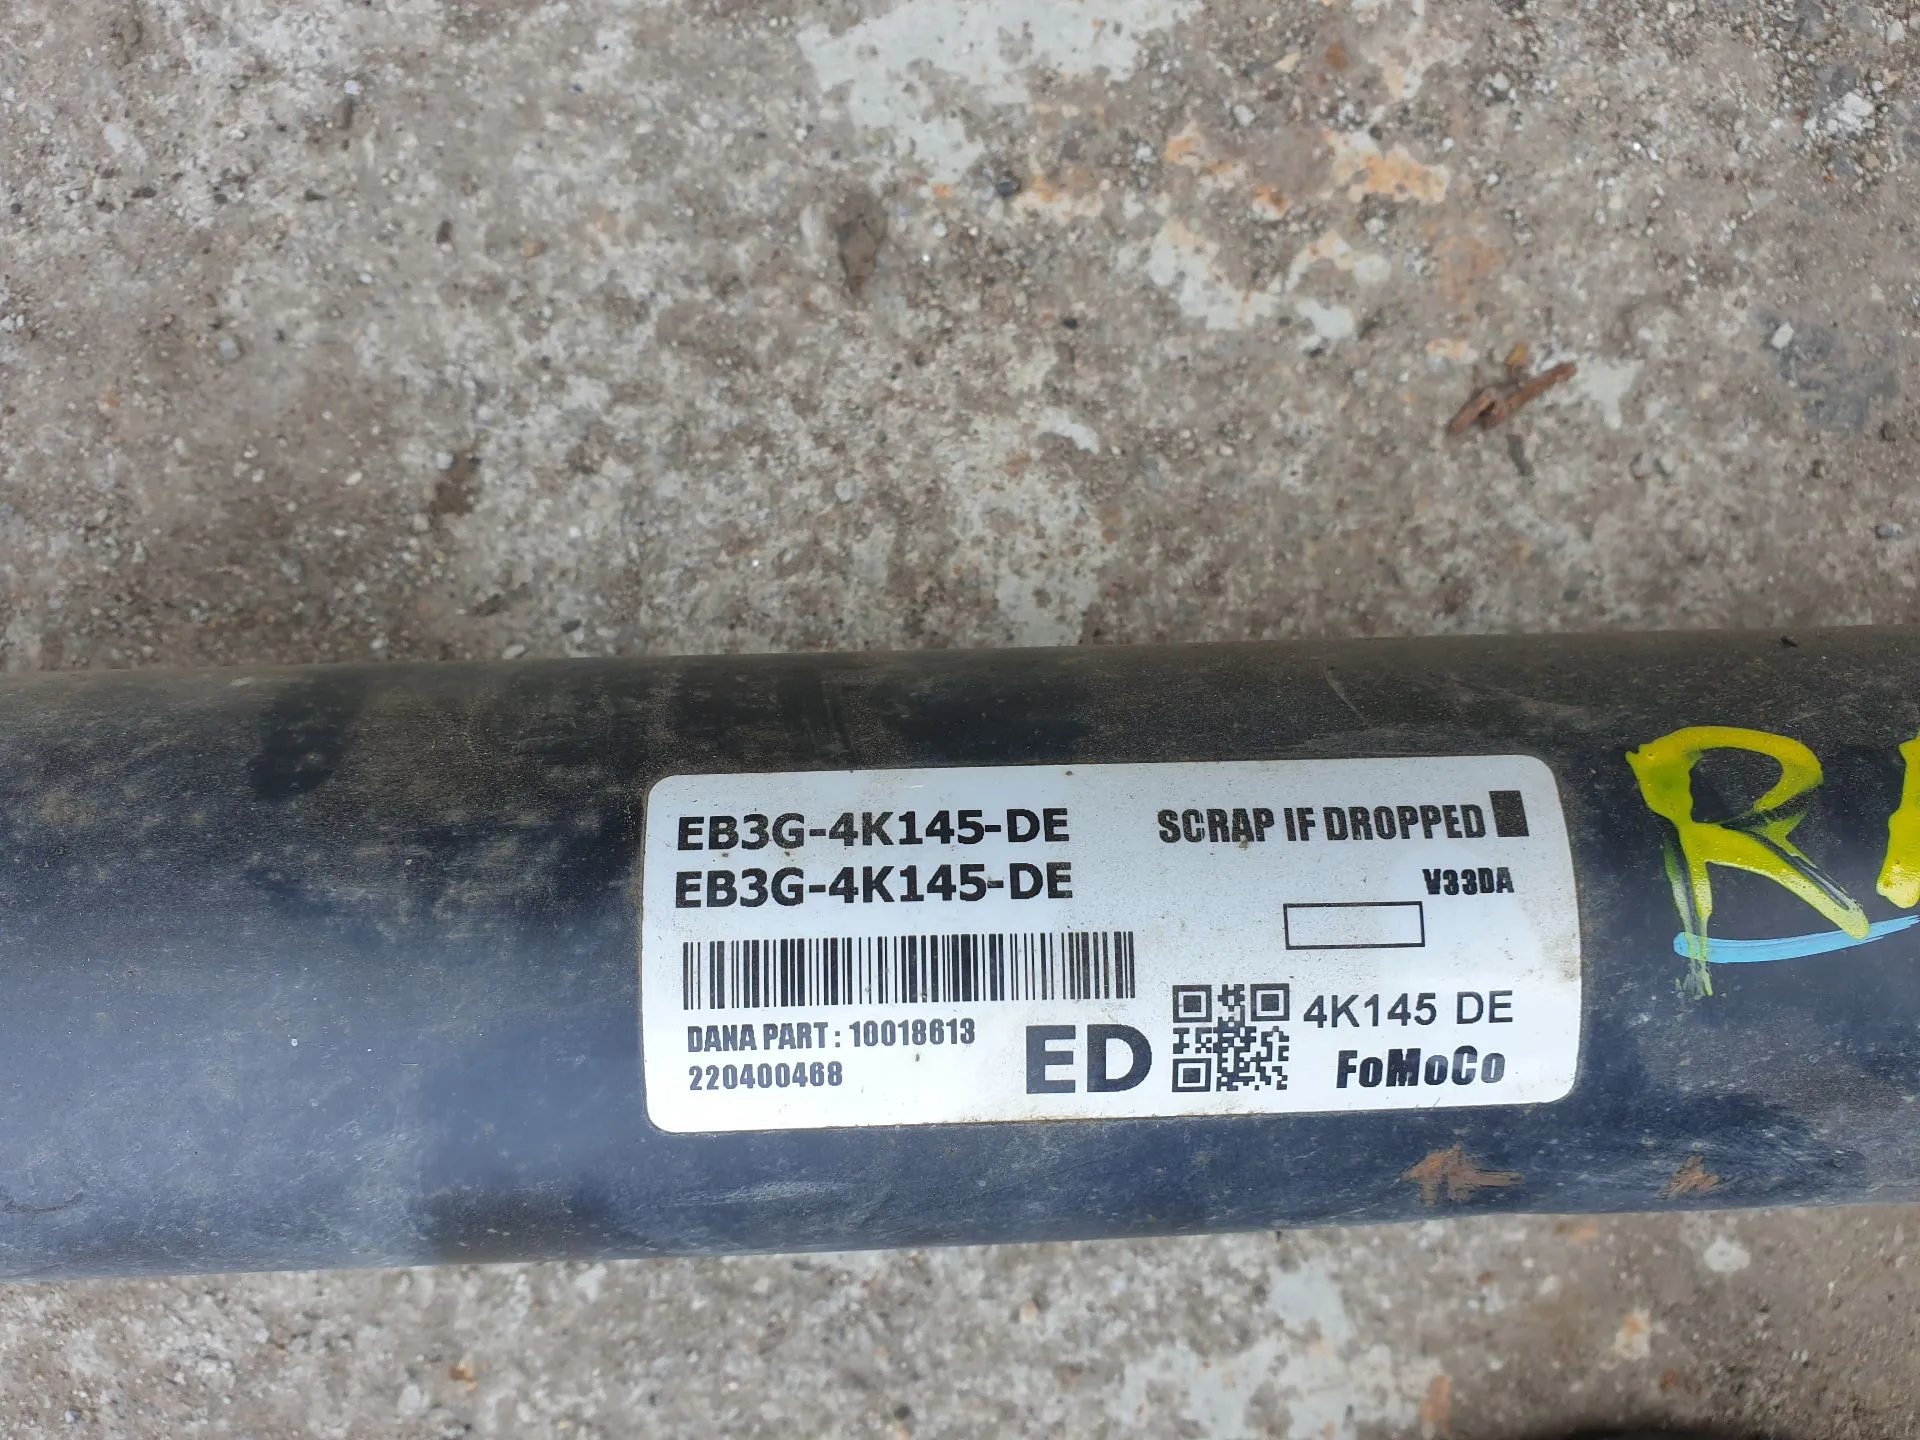 EB3G-4K145-DE
EB3G-4K145-DE
SCRAP IF DROPPED
V33DA
DANA PART: 10018613
220400468
ED
4K145 DE
FoMoCo
R